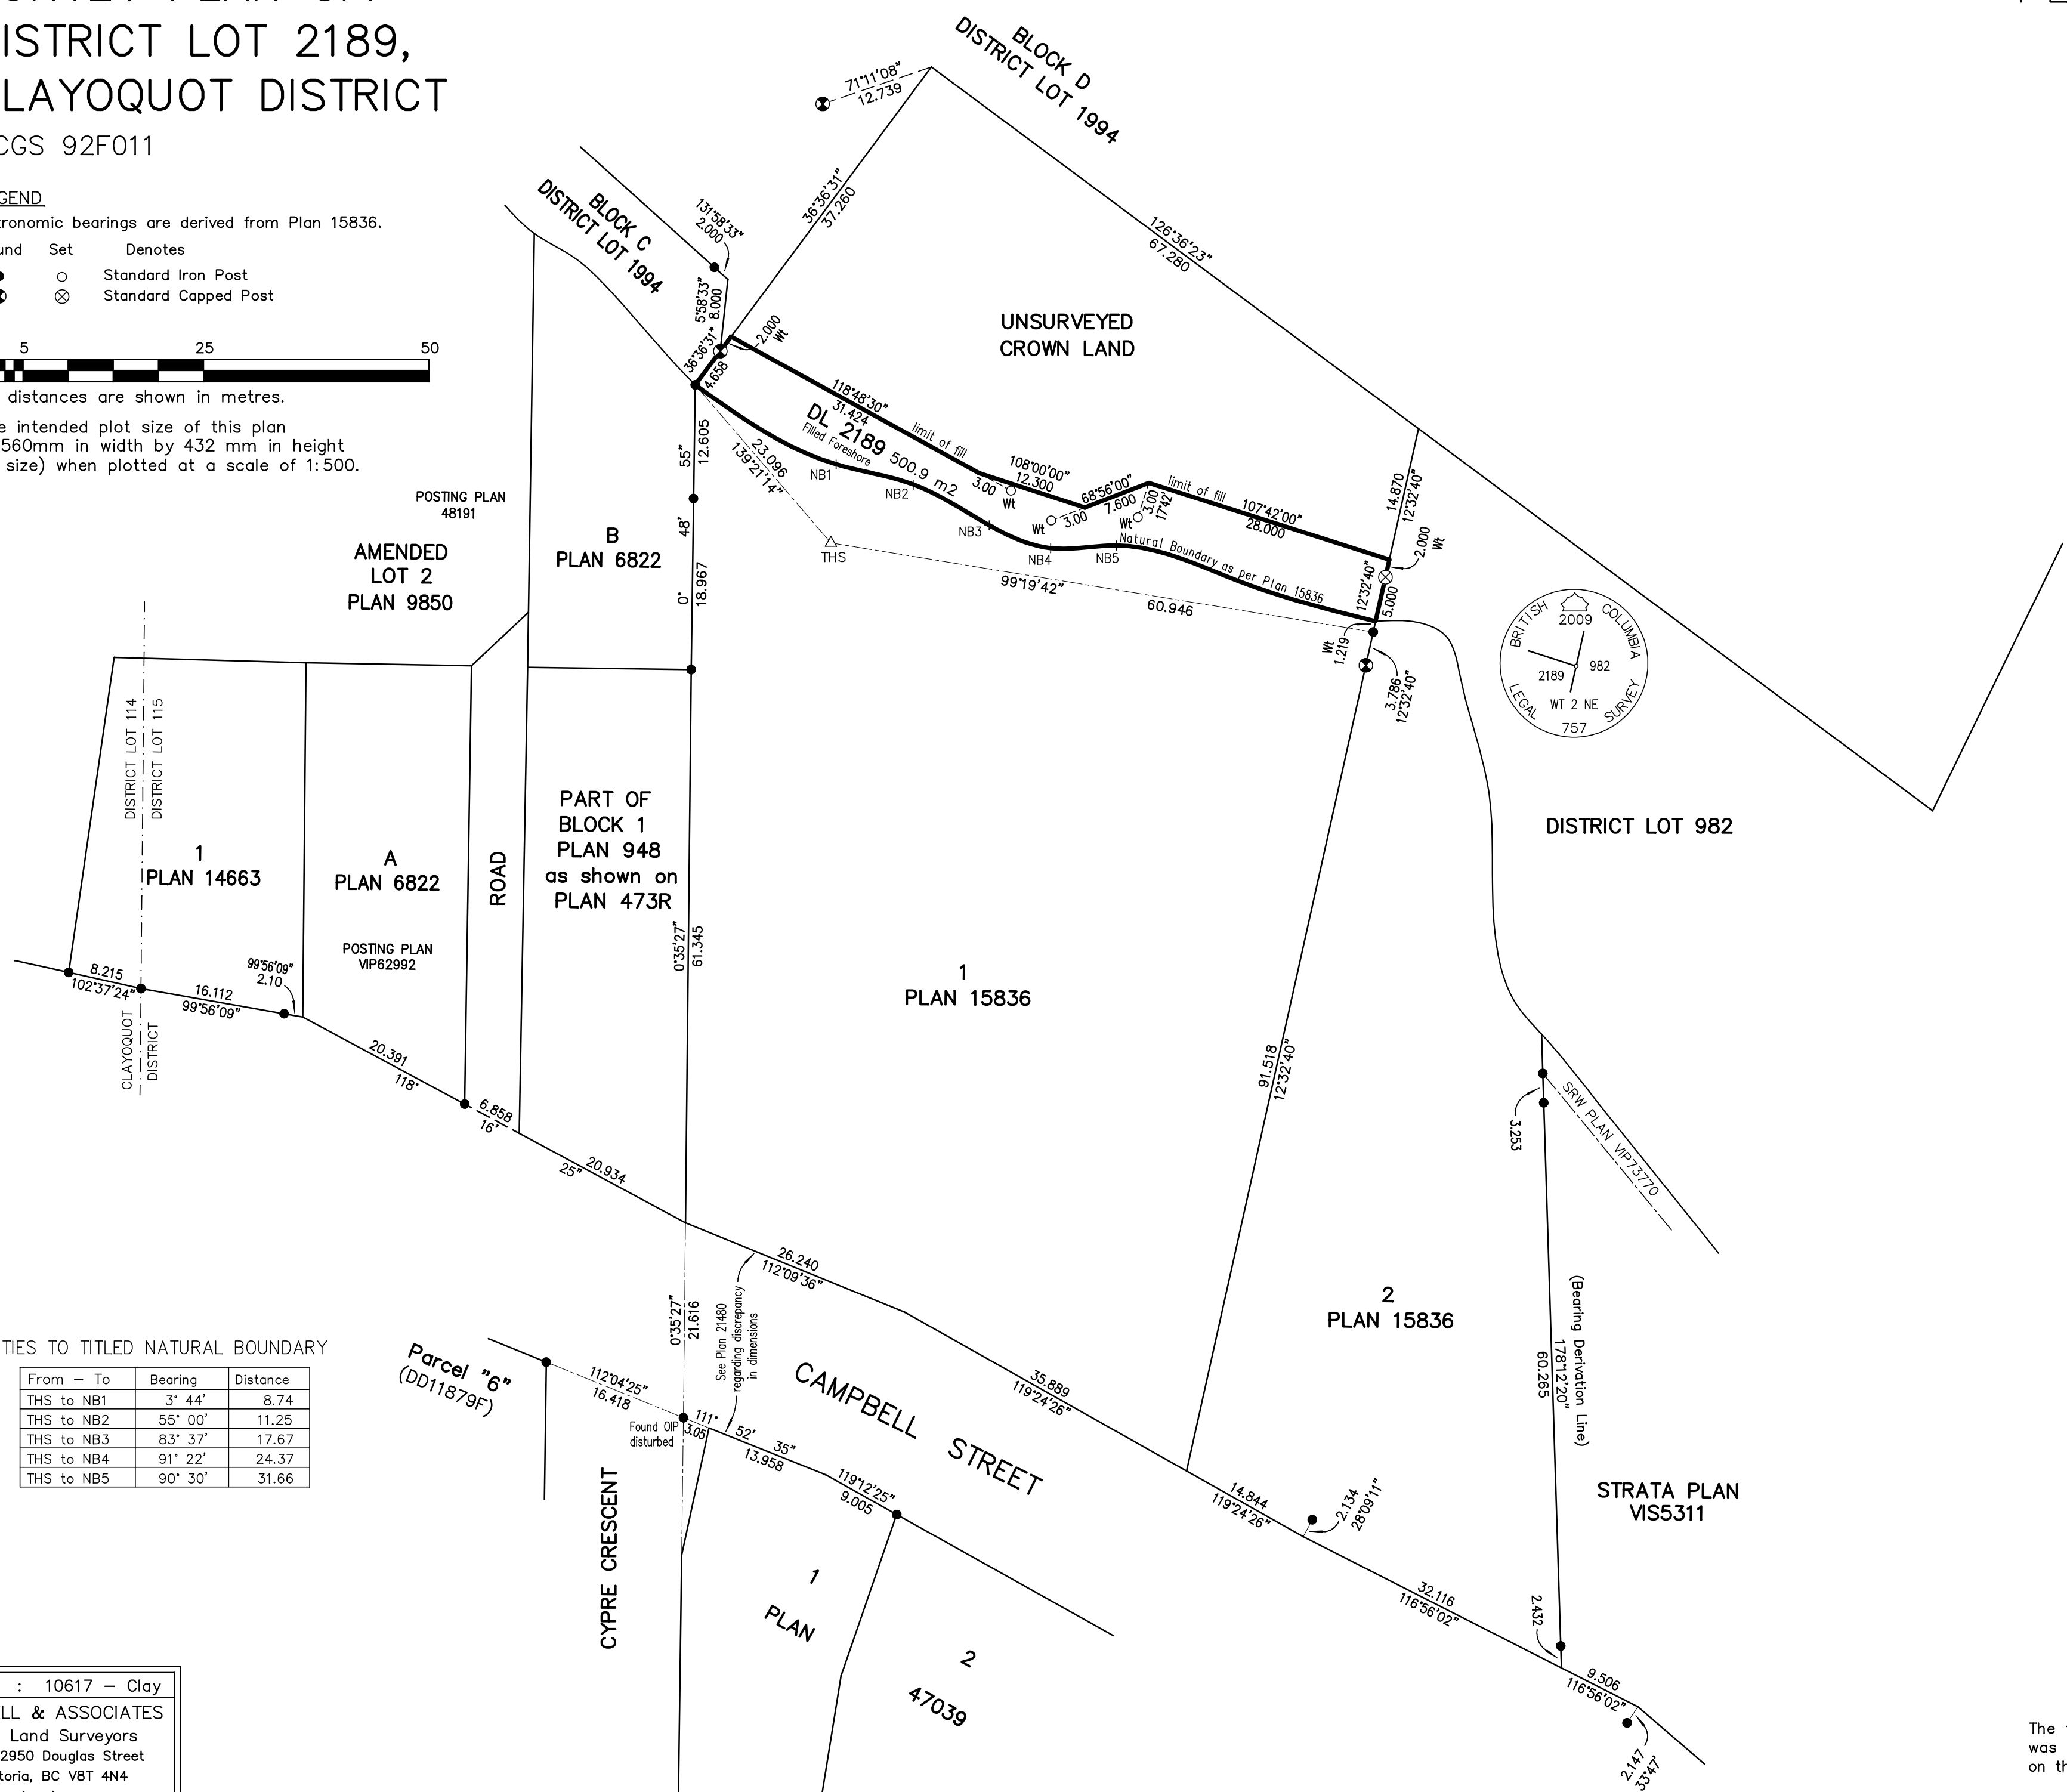 ISTRICT LOT 2189,
LAYOQUOT DISTRICT
CGS 92F011
GEND
tronomic bearings are derived from Plan 15836.
und Set Denotes
Standard Iron Post
Standard Capped Post
5 25 50
distances are shown in metres.
e intended plot size of this plan
560mm in width by 432 mm in height
size) when plotted at a scale of 1:500.
BLOCK D
DISTRICT LOT 1994
71°11'08"
12.739
36°36'31"
37.260
126°36'23"
67.280
BLOCK C
DISTRICT LOT 1994
131°58'33"
2.000
5°58'33"
8.000
36°36'31"
4.658
2.000
Wt
UNSURVEYED
CROWN LAND
118°48'30"
31.424
limit of fill
DL 2189
Filled Foreshore
500.9 m2
108°00'00"
12.300
3.00
Wt
68°56'00"
7.600
3.00
Wt
3.00
17°42'
Wt
limit of fill
107°42'00"
28.000
14.870
12°32'40"
2.000
Wt
12°32'40"
5.000
NB1
NB2
NB3
NB4
NB5
Natural Boundary as per Plan 15836
23.096
139°21'14"
THS
99°19'42"
60.946
Wt
1.219
3.786
12°32'40"
BRITISH COLUMBIA
2009
2189
982
WT 2 NE
LEGAL SURVEY
757
12.605
55"
48'
0°
18.967
POSTING PLAN
48191
AMENDED
LOT 2
PLAN 9850
B
PLAN 6822
DISTRICT LOT 114
DISTRICT LOT 115
1
PLAN 14663
A
PLAN 6822
POSTING PLAN
VIP62992
ROAD
PART OF
BLOCK 1
PLAN 948
as shown on
PLAN 473R
0°35'27"
61.345
1
PLAN 15836
DISTRICT LOT 982
91.518
12°32'40"
8.215
102°37'24"
16.112
99°56'09"
99°56'09"
2.10
CLAYOQUOT
DISTRICT
20.391
118°
6.858
16'
20.934
25"
3.253
SRW PLAN VIP73770
26.240
112°09'36"
0°35'27"
21.616
See Plan 21480
regarding discrepancy
in dimensions
2
PLAN 15836
(Bearing Derivation Line)
178°12'20"
60.265
TIES TO TITLED NATURAL BOUNDARY
From – To Bearing Distance
THS to NB1 3° 44' 8.74
THS to NB2 55° 00' 11.25
THS to NB3 83° 37' 17.67
THS to NB4 91° 22' 24.37
THS to NB5 90° 30' 31.66
Parcel "6"
(DD11879F)
112°04'25"
16.418
Found OIP
disturbed
111°
3.05
52'
35"
13.958
119°12'25"
9.005
CAMPBELL STREET
35.889
119°24'26"
14.844
119°24'26"
2.134
28°09'11"
STRATA PLAN
VIS5311
32.116
116°56'02"
2.432
9.506
116°56'02"
2.147
33°47'
CYPRE CRESCENT
1
PLAN
2
47039
: 10617 – Clay
LL & ASSOCIATES
Land Surveyors
2950 Douglas Street
toria, BC V8T 4N4
The
was
on th